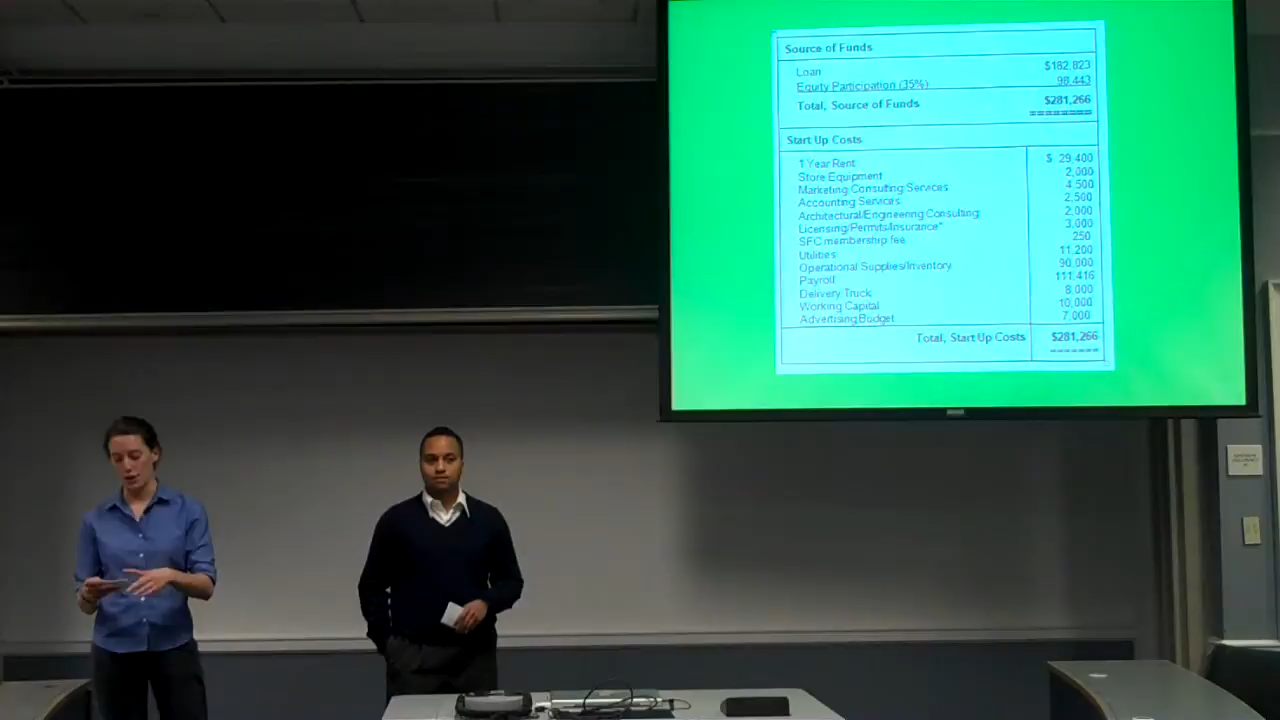 Source of Funds
Loan $182,823
Equity Participation (35%) 98,443
Total, Source of Funds $281,266
========
Start Up Costs
1 Year Rent $ 29,400
Store Equipment 2,000
Marketing Consulting Services 4,500
Accounting Services 2,500
Architectural/Engineering Consulting 2,000
Licensing/Permits/Insurance* 3,000
SFC membership fee 250
Utilities 11,200
Operational Supplies/Inventory 90,000
Payroll 111,416
Delivery Truck 8,000
Working Capital 10,000
Advertising Budget 7,000
Total, Start Up Costs $281,266
=======